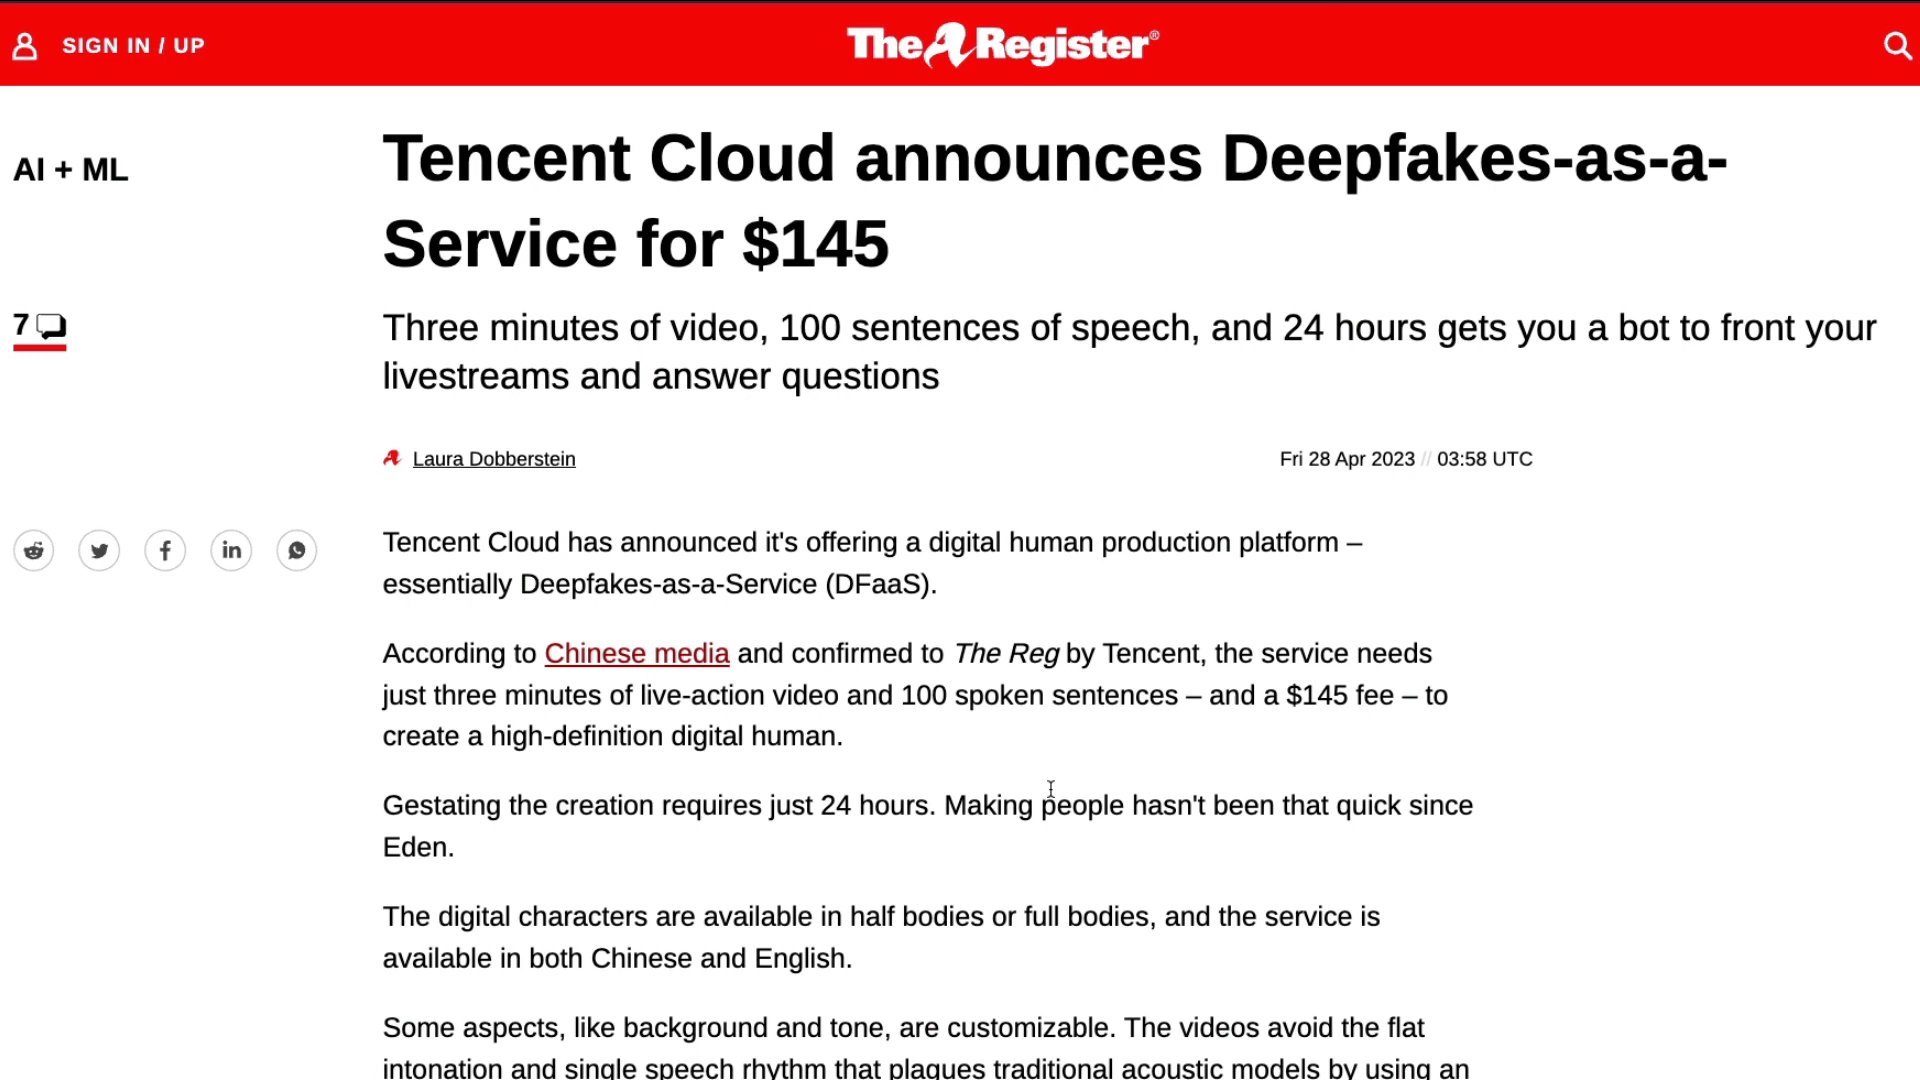 SIGN IN / UP
The Register®
AI + ML
Tencent Cloud announces Deepfakes-as-a-
Service for $145
7
Three minutes of video, 100 sentences of speech, and 24 hours gets you a bot to front your
livestreams and answer questions
Laura Dobberstein
Fri 28 Apr 2023 // 03:58 UTC
Tencent Cloud has announced it's offering a digital human production platform –
essentially Deepfakes-as-a-Service (DFaaS).
According to Chinese media and confirmed to The Reg by Tencent, the service needs
just three minutes of live-action video and 100 spoken sentences – and a $145 fee – to
create a high-definition digital human.
Gestating the creation requires just 24 hours. Making people hasn't been that quick since
Eden.
The digital characters are available in half bodies or full bodies, and the service is
available in both Chinese and English.
Some aspects, like background and tone, are customizable. The videos avoid the flat
intonation and single speech rhythm that plagues traditional acoustic models by using an